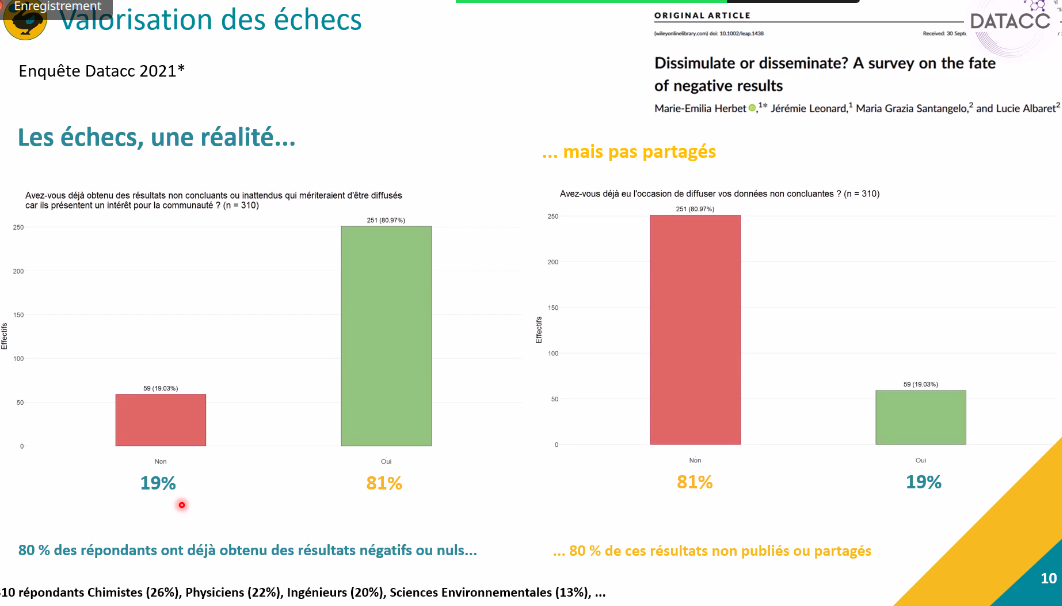 Enregistrement
Valorisation des échecs
ORIGINAL ARTICLE
DATACC
(wileyonlinelibrary.com) doi: 10.1002/leap.1438
Received: 30
Enquête Datacc 2021*
Dissimulate or disseminate? A survey on the fate
of negative results
Marie-Emilia Herbet ,1* Jérémie Leonard,1 Maria Grazia Santangelo,2 and Lucie Albaret2
Les échecs, une réalité...
... mais pas partagés
Avez-vous déjà obtenu des résultats non concluants ou inattendus qui mériteraient d'être diffusés
car ils présentent un intérêt pour la communauté ? (n = 310)
251 (80.97%)
250
200
150
100
50
0
Effectifs
59 (19.03%)
Non
Oui
19%
81%
Avez-vous déjà eu l'occasion de diffuser vos données non concluantes ? (n = 310)
251 (80.97%)
250
200
150
100
50
0
Effectifs
59 (19.03%)
Non
Oui
81%
19%
80 % des répondants ont déjà obtenu des résultats négatifs ou nuls...
... 80 % de ces résultats non publiés ou partagés
10 répondants Chimistes (26%), Physiciens (22%), Ingénieurs (20%), Sciences Environnementales (13%), ...
10